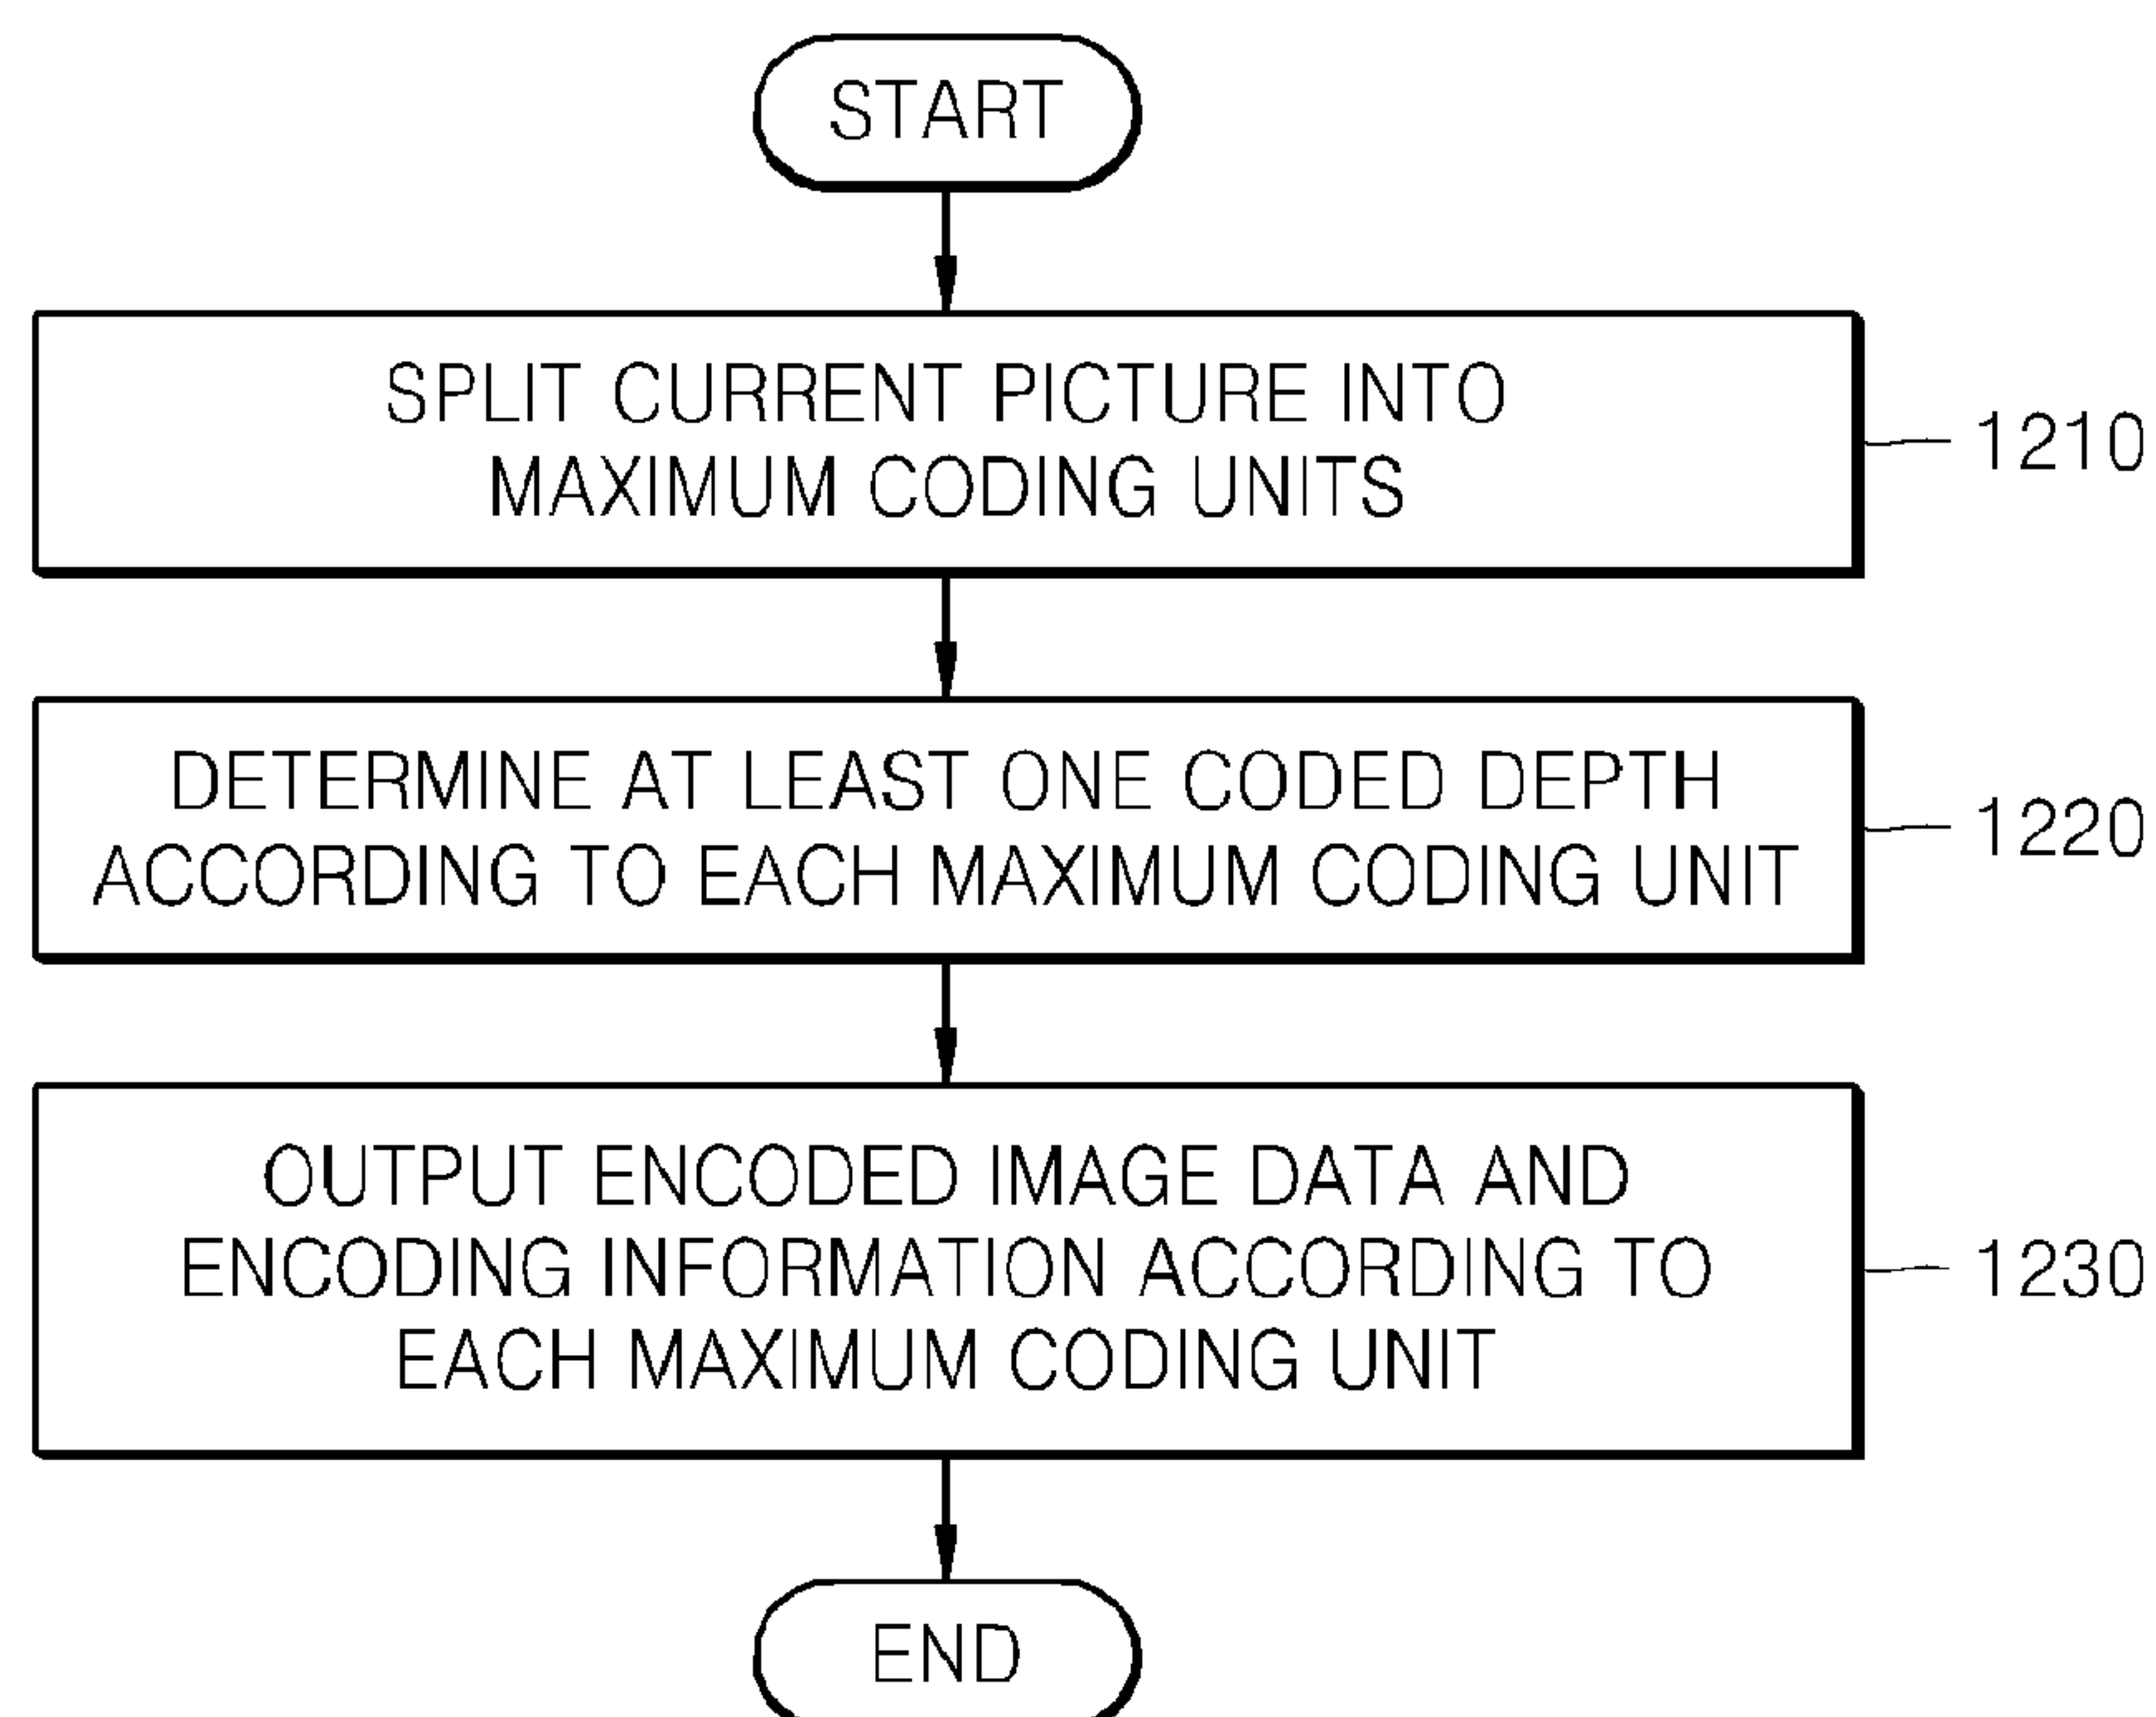 START
SPLIT CURRENT PICTURE INTO
MAXIMUM CODING UNITS
1210
DETERMINE AT LEAST ONE CODED DEPTH
ACCORDING TO EACH MAXIMUM CODING UNIT
1220
OUTPUT ENCODED IMAGE DATA AND
ENCODING INFORMATION ACCORDING TO
EACH MAXIMUM CODING UNIT
1230
END